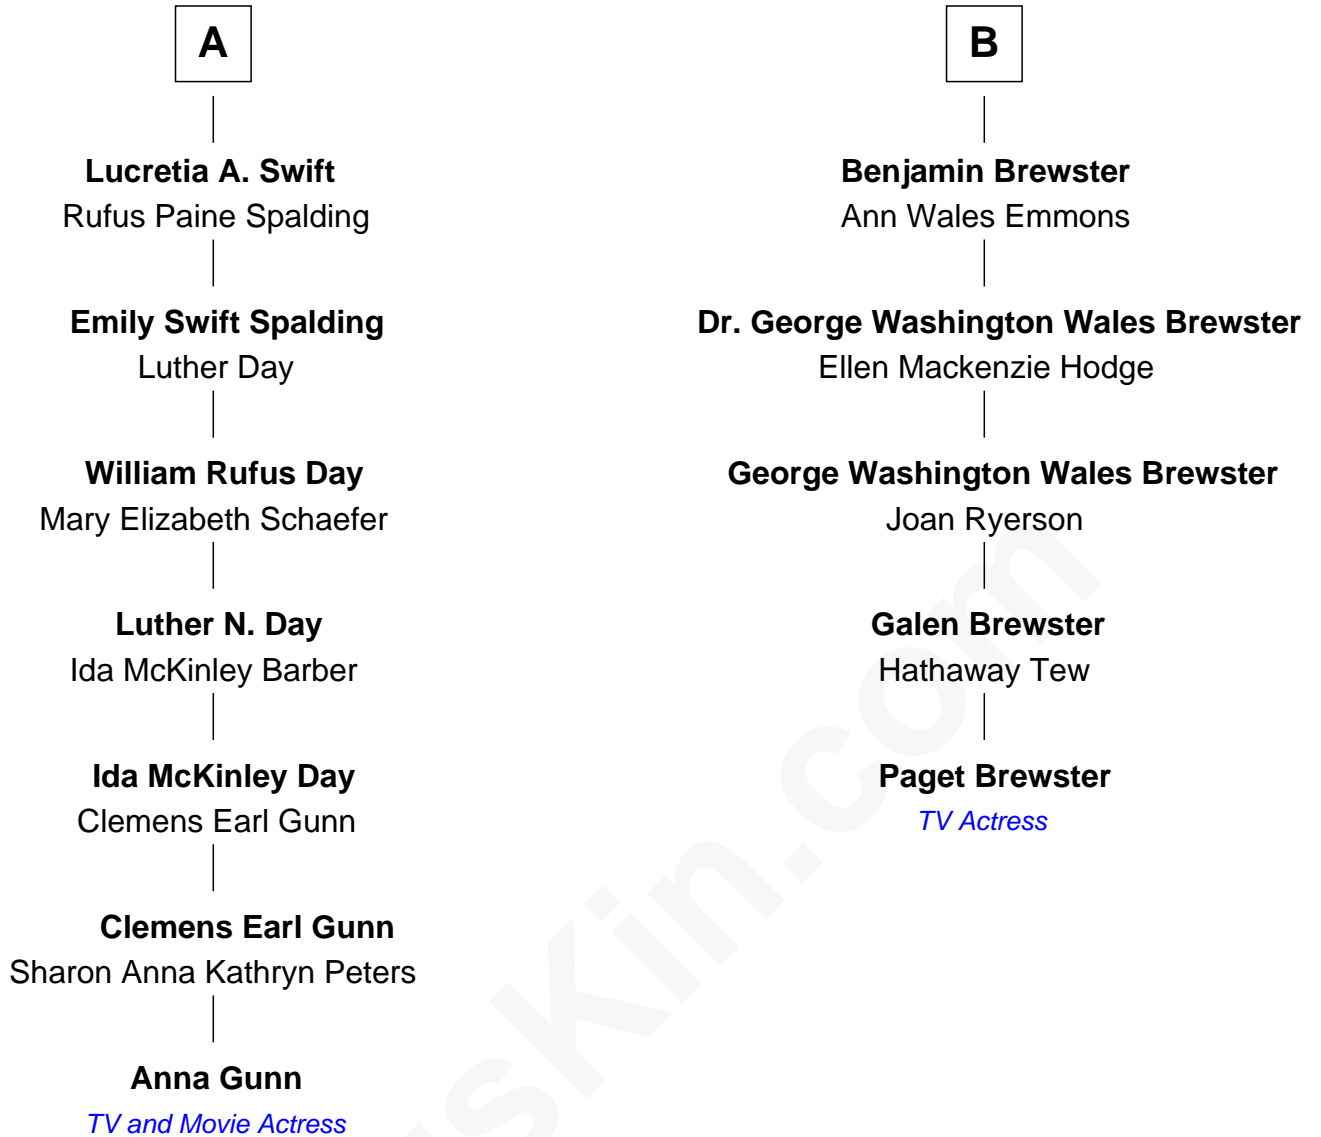 A
Lucretia A. Swift
Rufus Paine Spalding
Emily Swift Spalding
Luther Day
William Rufus Day
Mary Elizabeth Schaefer
Luther N. Day
Ida McKinley Barber
Ida McKinley Day
Clemens Earl Gunn
Clemens Earl Gunn
Sharon Anna Kathryn Peters
Anna Gunn
TV and Movie Actress
B
Benjamin Brewster
Ann Wales Emmons
Dr. George Washington Wales Brewster
Ellen Mackenzie Hodge
George Washington Wales Brewster
Joan Ryerson
Galen Brewster
Hathaway Tew
Paget Brewster
TV Actress
usKin.com